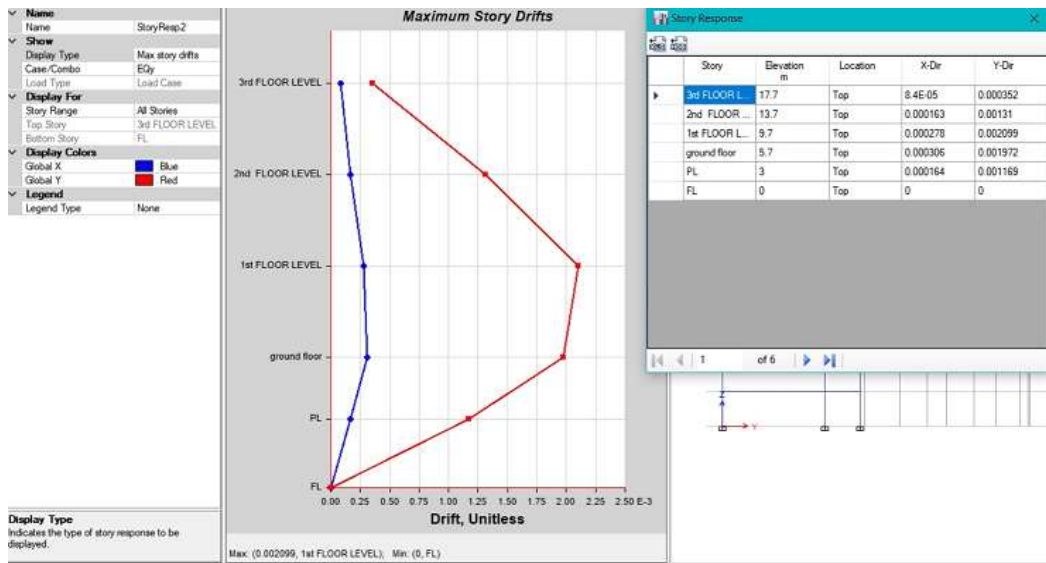 Name
Name StoryResp2
Show
Display Type Max story drifts
Case/Combo EQy
Load Type Load Case
Display For
Story Range All Stories
Top Story 3rd FLOOR LEVEL
Bottom Story FL
Display Colors
Global X Blue
Global Y Red
Legend
Legend Type None
Display Type
Indicates the type of story response to be
displayed.
Maximum Story Drifts
3rd FLOOR LEVEL
2nd FLOOR LEVEL
1st FLOOR LEVEL
ground floor
PL
FL
0.00 0.25 0.50 0.75 1.00 1.25 1.50 1.75 2.00 2.25 2.50 E-3
Drift, Unitless
Max: (0.002099, 1st FLOOR LEVEL); Min: (0, FL)
Story Response
Story Elevation m Location X-Dir Y-Dir
3rd FLOOR L... 17.7 Top 8.4E-05 0.000352
2nd FLOOR ... 13.7 Top 0.000163 0.00131
1st FLOOR L... 9.7 Top 0.000278 0.002099
ground floor 5.7 Top 0.000306 0.001972
PL 3 Top 0.000164 0.001169
FL 0 Top 0 0
1 of 6
Z
Y